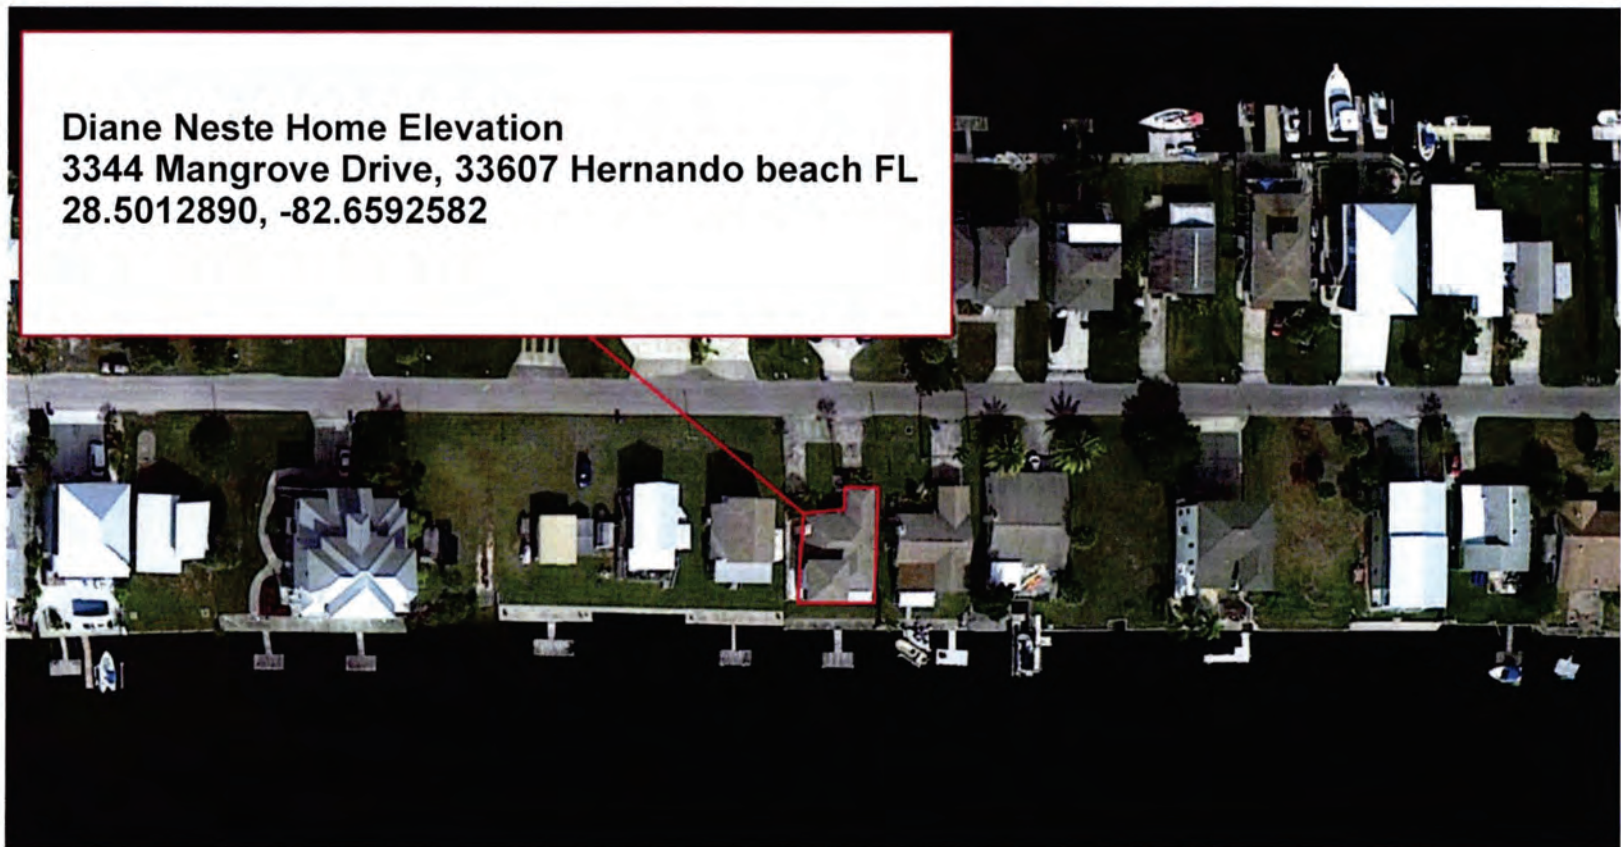 Diane Neste Home Elevation
3344 Mangrove Drive, 33607 Hernando beach FL
28.5012890, -82.6592582